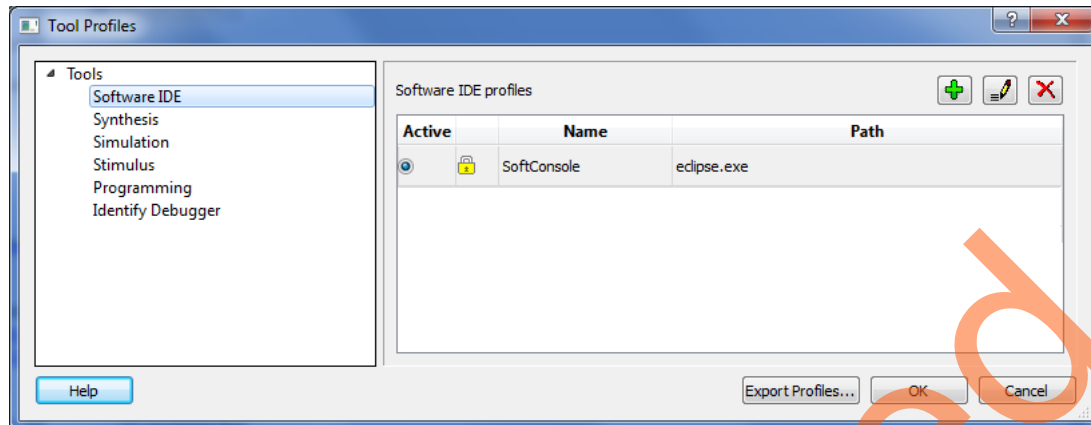 Tool Profiles
Tools
Software IDE
Synthesis
Simulation
Stimulus
Programming
Identify Debugger
Software IDE profiles
Active Name Path
SoftConsole eclipse.exe
Help Export Profiles... OK Cancel